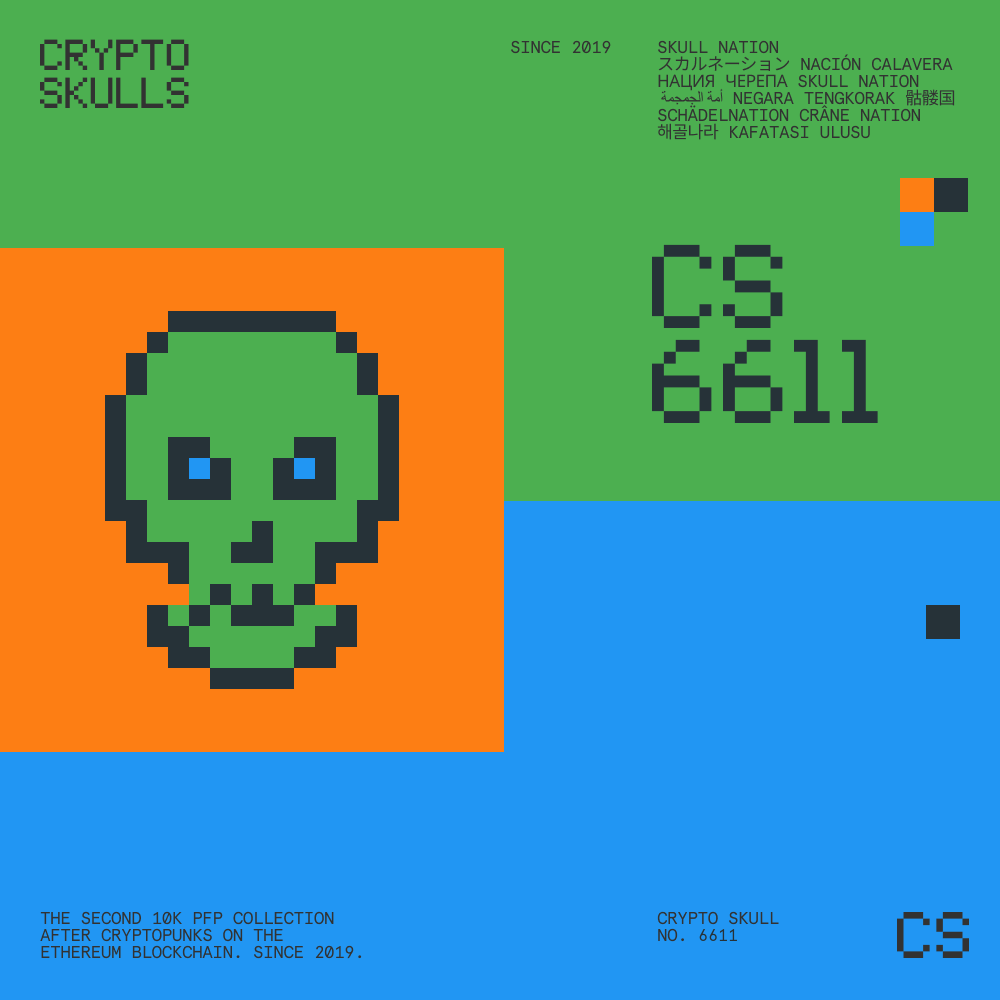 CRYPTO
SKULLS
SINCE 2019
SKULL NATION
スカルネーション NACIÓN CALAVERA
НАЦИЯ ЧЕРЕПА SKULL NATION
أمة الجمجمة NEGARA TENGKORAK 骷髅国
SCHÄDELNATION CRÂNE NATION
해골나라 KAFATASI ULUSU
CS
6611
THE SECOND 10K PFP COLLECTION
AFTER CRYPTOPUNKS ON THE
ETHEREUM BLOCKCHAIN. SINCE 2019.
CRYPTO SKULL
NO. 6611
CS